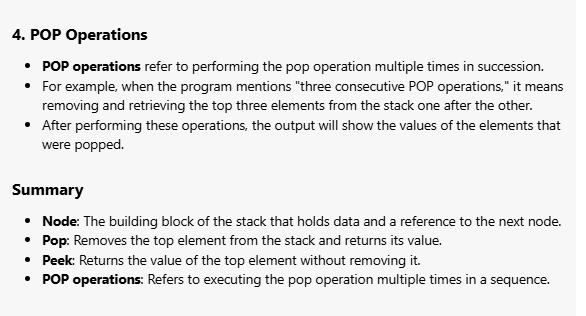 4. POP Operations
• POP operations refer to performing the pop operation multiple times in succession.
• For example, when the program mentions "three consecutive POP operations," it means
removing and retrieving the top three elements from the stack one after the other.
• After performing these operations, the output will show the values of the elements that
were popped.
Summary
• Node: The building block of the stack that holds data and a reference to the next node.
• Pop: Removes the top element from the stack and returns its value.
• Peek: Returns the value of the top element without removing it.
• POP operations: Refers to executing the pop operation multiple times in a sequence.